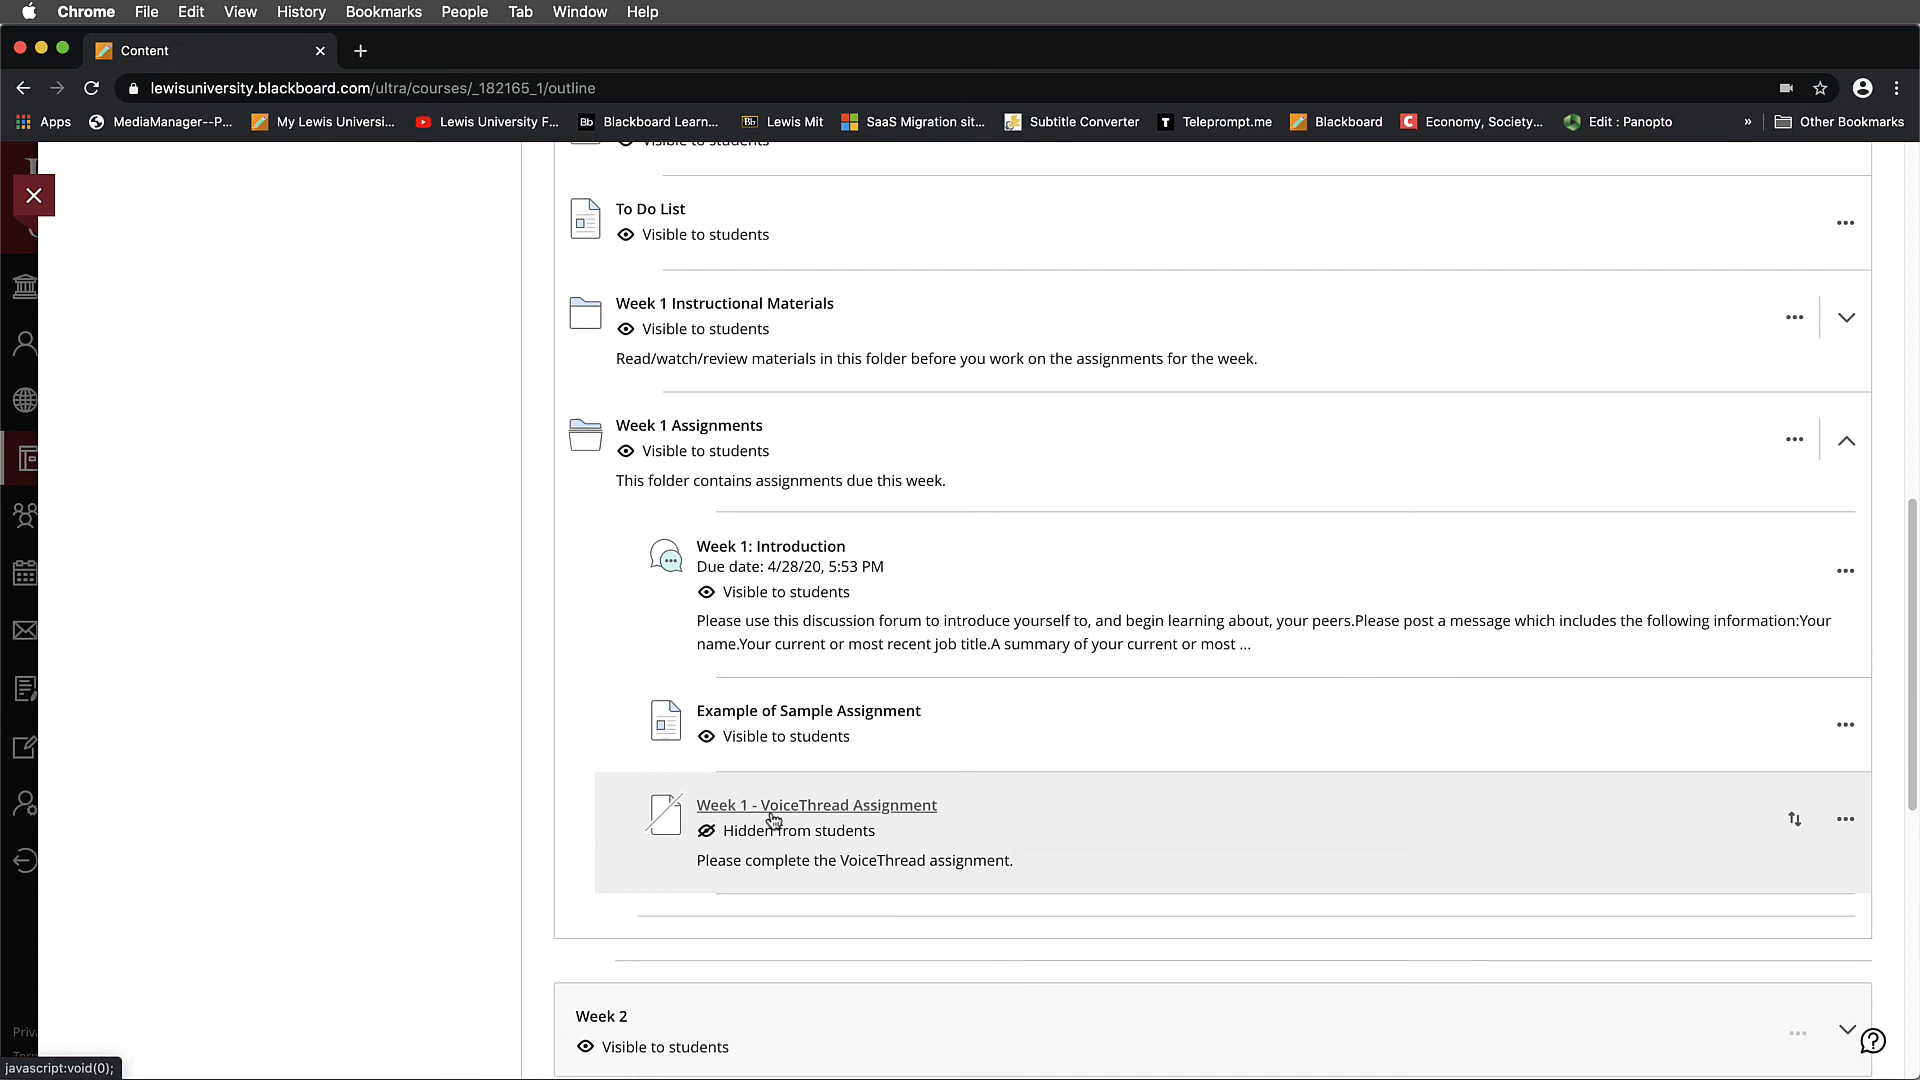 Chrome File Edit View History Bookmarks People Tab Window Help
Content
lewisuniversity.blackboard.com/ultra/courses/_182165_1/outline
Apps MediaManager--P... My Lewis Universi... Lewis University F... Bb Blackboard Learn... Bb Lewis Mit SaaS Migration sit... Subtitle Converter T Teleprompt.me Blackboard C Economy, Society... Edit : Panopto » Other Bookmarks
Visible to students
To Do List
Visible to students
Week 1 Instructional Materials
Visible to students
Read/watch/review materials in this folder before you work on the assignments for the week.
Week 1 Assignments
Visible to students
This folder contains assignments due this week.
Week 1: Introduction
Due date: 4/28/20, 5:53 PM
Visible to students
Please use this discussion forum to introduce yourself to, and begin learning about, your peers.Please post a message which includes the following information:Your
name.Your current or most recent job title.A summary of your current or most ...
Example of Sample Assignment
Visible to students
Week 1 - VoiceThread Assignment
Hidden from students
Please complete the VoiceThread assignment.
Week 2
Visible to students
javascript:void(0);